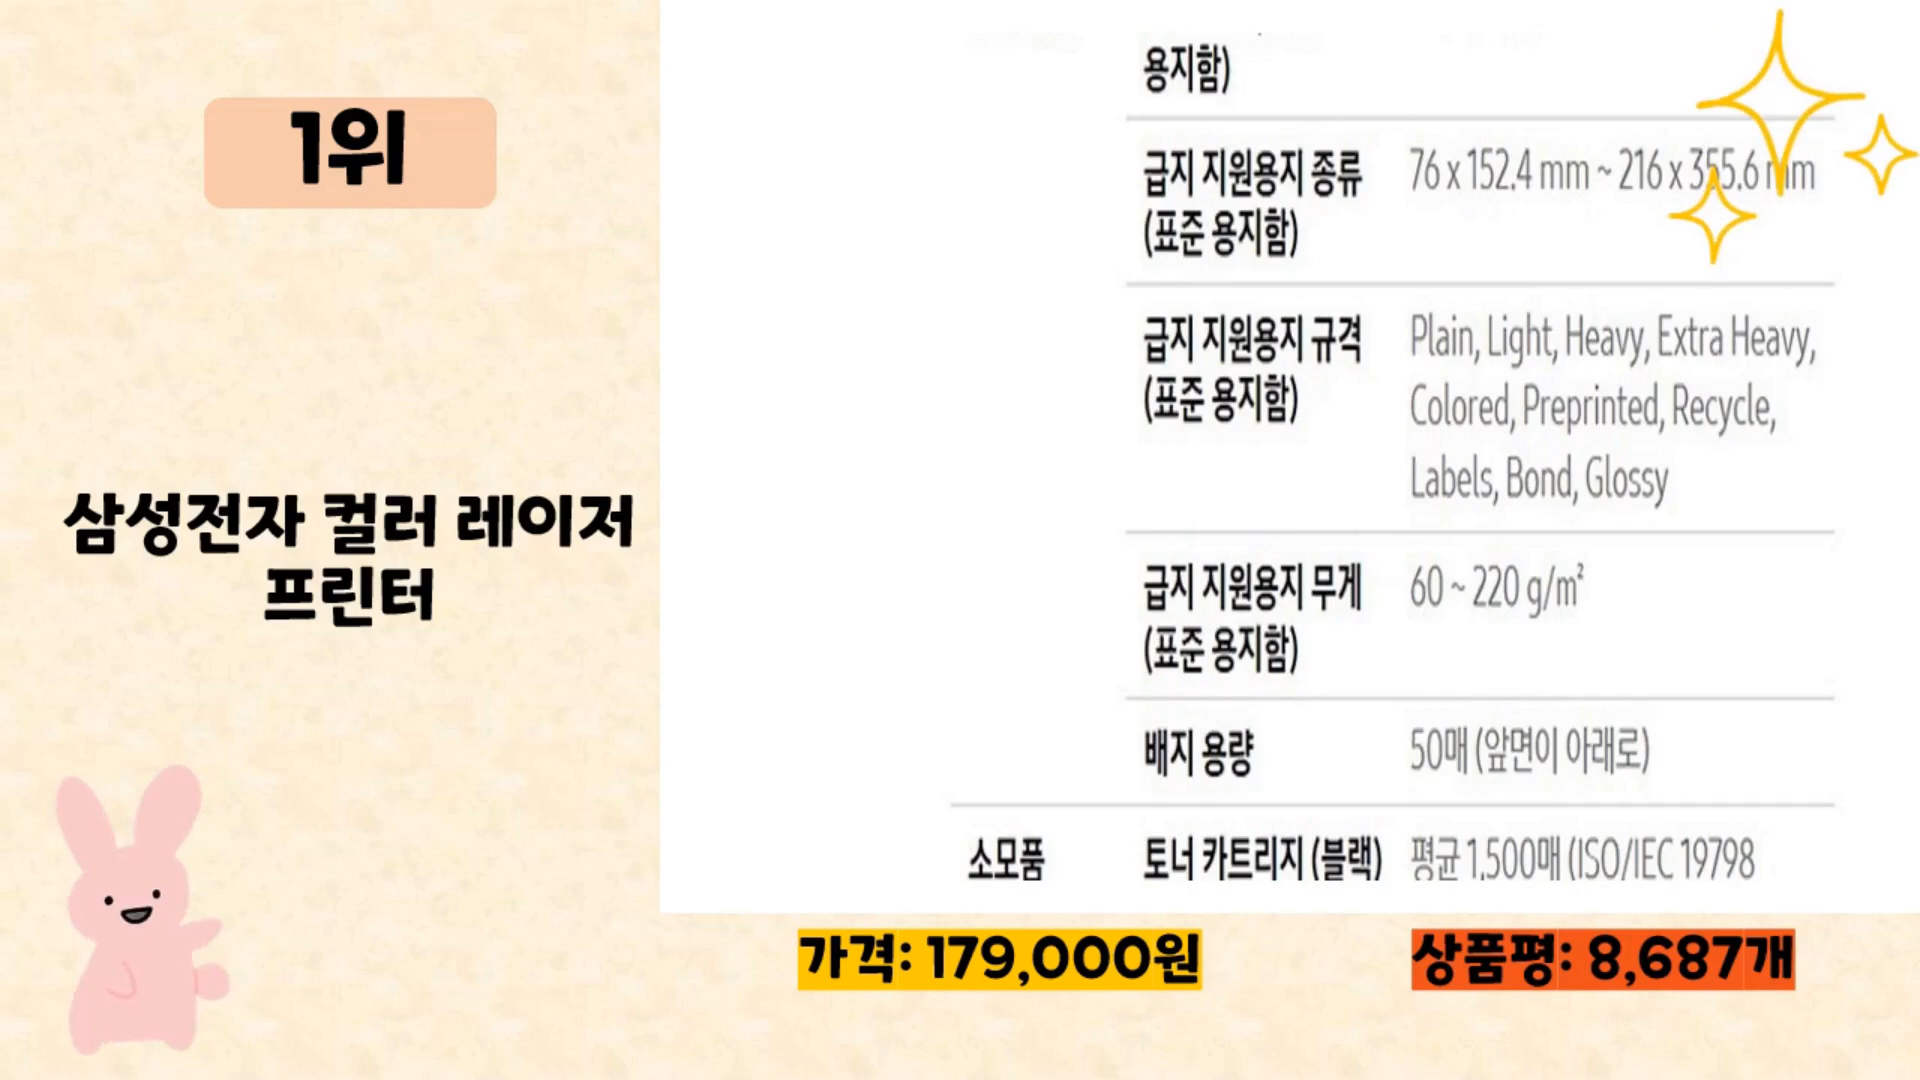 1위
삼성전자 컬러 레이저
프린터
용지함)
급지 지원용지 종류 76 x 152.4 mm ~ 216 x 355.6 mm
(표준 용지함)
급지 지원용지 규격 Plain, Light, Heavy, Extra Heavy,
(표준 용지함) Colored, Preprinted, Recycle,
Labels, Bond, Glossy
급지 지원용지 무게 60 ~ 220 g/m²
(표준 용지함)
배지 용량 50매 (앞면이 아래로)
소모품 토너 카트리지 (블랙) 평균 1,500매 (ISO/IEC 19798
가격: 179,000원
상품평: 8,687개